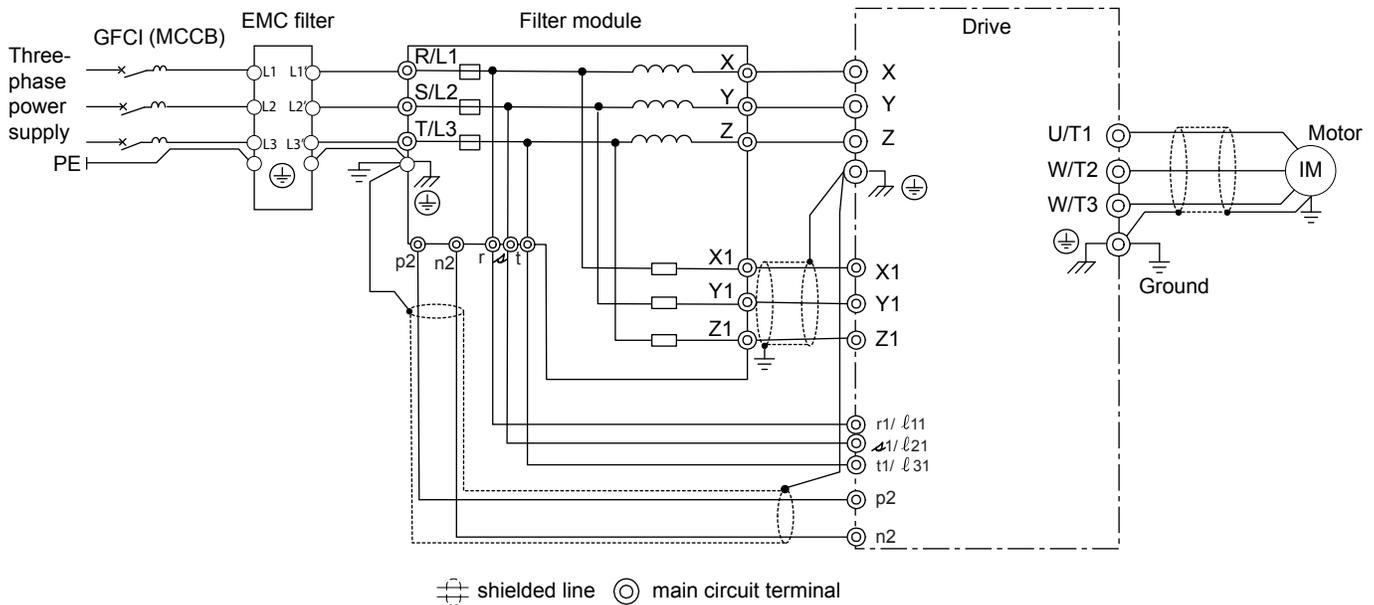 EMC filter
Filter module
Drive
GFCI (MCCB)
Three-
phase
power
supply
PE
L1 L1'
L2 L2'
L3 L3'
R/L1
S/L2
T/L3
X
Y
Z
X
Y
Z
U/T1
W/T2
W/T3
Motor
IM
Ground
p2
n2
r
s
t
X1
Y1
Z1
X1
Y1
Z1
r1/ ℓ11
s1/ ℓ21
t1/ ℓ31
p2
n2
shielded line
main circuit terminal